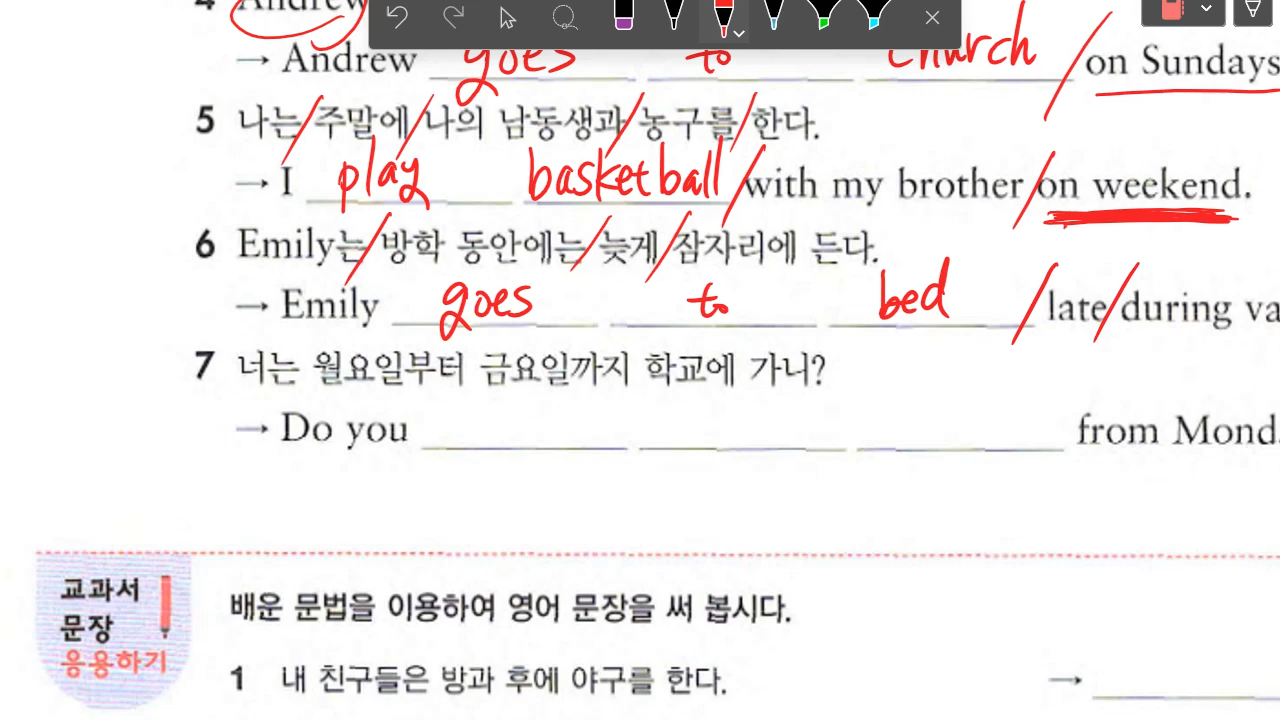 4 Andrew
→ Andrew goes to church on Sundays
5 나는 주말에 나의 남동생과 농구를 한다.
→ I play basketball with my brother on weekend.
6 Emily는 방학 동안에는 늦게 잠자리에 든다.
→ Emily goes to bed late during va
7 너는 월요일부터 금요일까지 학교에 가니?
→ Do you from Mond
교과서
문장
응용하기
배운 문법을 이용하여 영어 문장을 써 봅시다.
1 내 친구들은 방과 후에 야구를 한다. →